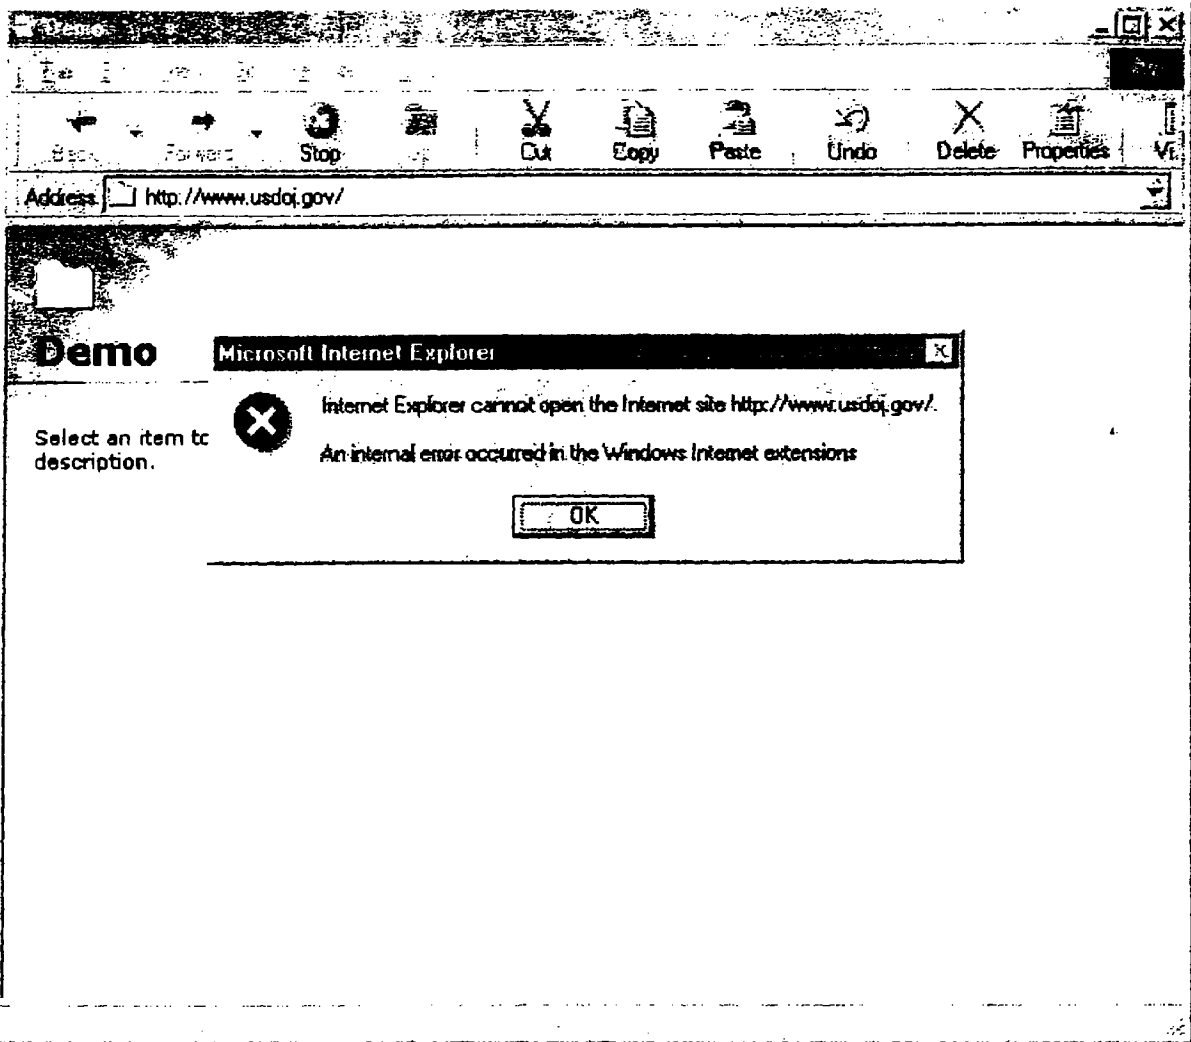 Demo
Back Forward Stop Up Cut Copy Paste Undo Delete Properties
Address http://www.usdoj.gov/
Demo
Select an item to
description.
Microsoft Internet Explorer
Internet Explorer cannot open the Internet site http://www.usdoj.gov/.
An internal error occurred in the Windows Internet extensions
OK